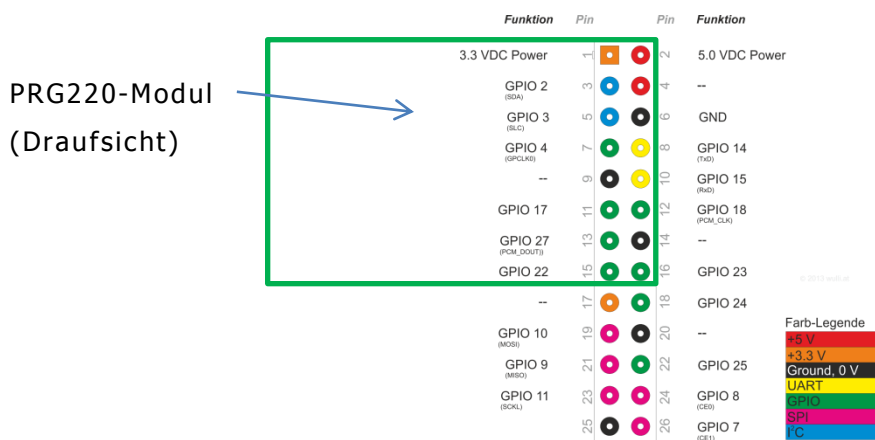 Funktion Pin Pin Funktion
3.3 VDC Power 1 2 5.0 VDC Power
PRG220-Modul
(Draufsicht)
GPIO 2 3 4 --
(SDA)
GPIO 3 5 6 GND
(SLC)
GPIO 4 7 8 GPIO 14
(GPCLK0) (TxD)
-- 9 10 GPIO 15
(RxD)
GPIO 17 11 12 GPIO 18
(PCM_CLK)
GPIO 27 13 14 --
(PCM_DOUT))
GPIO 22 15 16 GPIO 23
-- 17 18 GPIO 24
GPIO 10 19 20 --
(MOSI)
GPIO 9 21 22 GPIO 25
(MISO)
GPIO 11 23 24 GPIO 8
(SCKL) (CE0)
25 26 GPIO 7
(CE1)
Farb-Legende
+5 V
+3.3 V
Ground, 0 V
UART
GPIO
SPI
I²C